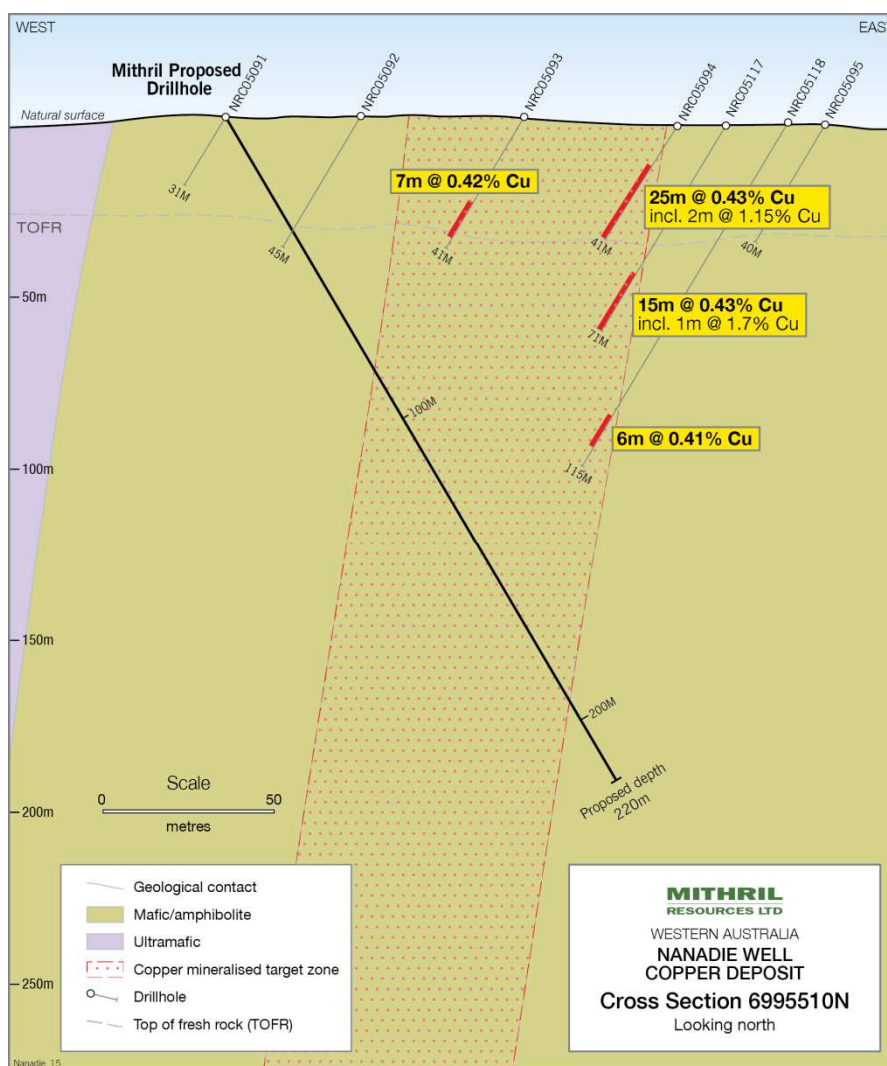 WEST
EAST
Mithril Proposed
Drillhole
NRC05091
NRC05092
NRC05093
NRC05094
NRC05117
NRC05118
NRC05095
Natural surface
31M
7m @ 0.42% Cu
25m @ 0.43% Cu
incl. 2m @ 1.15% Cu
TOFR
45M
41M
41M
40M
50m
15m @ 0.43% Cu
incl. 1m @ 1.7% Cu
71M
100M
6m @ 0.41% Cu
100m
115M
150m
200M
Proposed depth
220m
Scale
0
50
metres
200m
Geological contact
Mafic/amphibolite
Ultramafic
Copper mineralised target zone
Drillhole
Top of fresh rock (TOFR)
250m
MITHRIL
RESOURCES LTD
WESTERN AUSTRALIA
NANADIE WELL
COPPER DEPOSIT
Cross Section 6995510N
Looking north
Nanadie_15